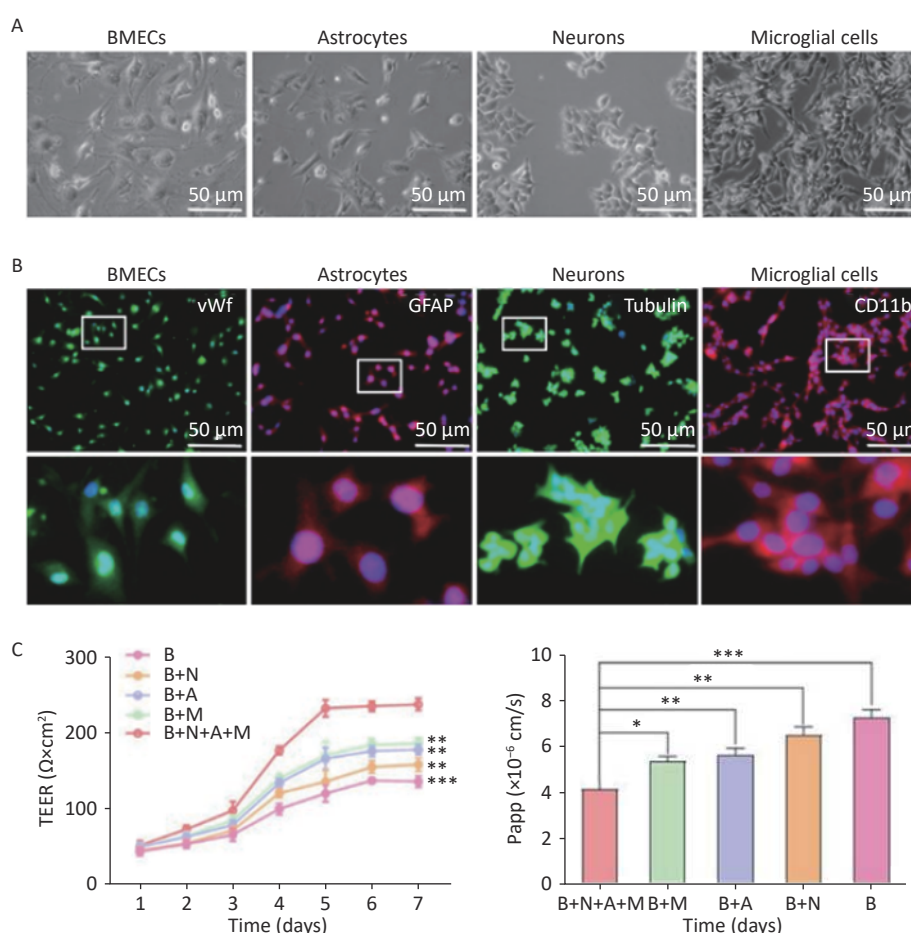 A
BMECs Astrocytes Neurons Microglial cells
50 μm 50 μm 50 μm 50 μm
B
BMECs Astrocytes Neurons Microglial cells
vWf GFAP Tubulin CD11b
50 μm 50 μm 50 μm 50 μm
C
300
200
100
0
TEER (Ω×cm²)
B
B+N
B+A
B+M
B+N+A+M
**
**
**
***
1 2 3 4 5 6 7
Time (days)
10
8
6
4
2
0
Papp (×10⁻⁶ cm/s)
***
**
**
*
B+N+A+M B+M B+A B+N B
Time (days)